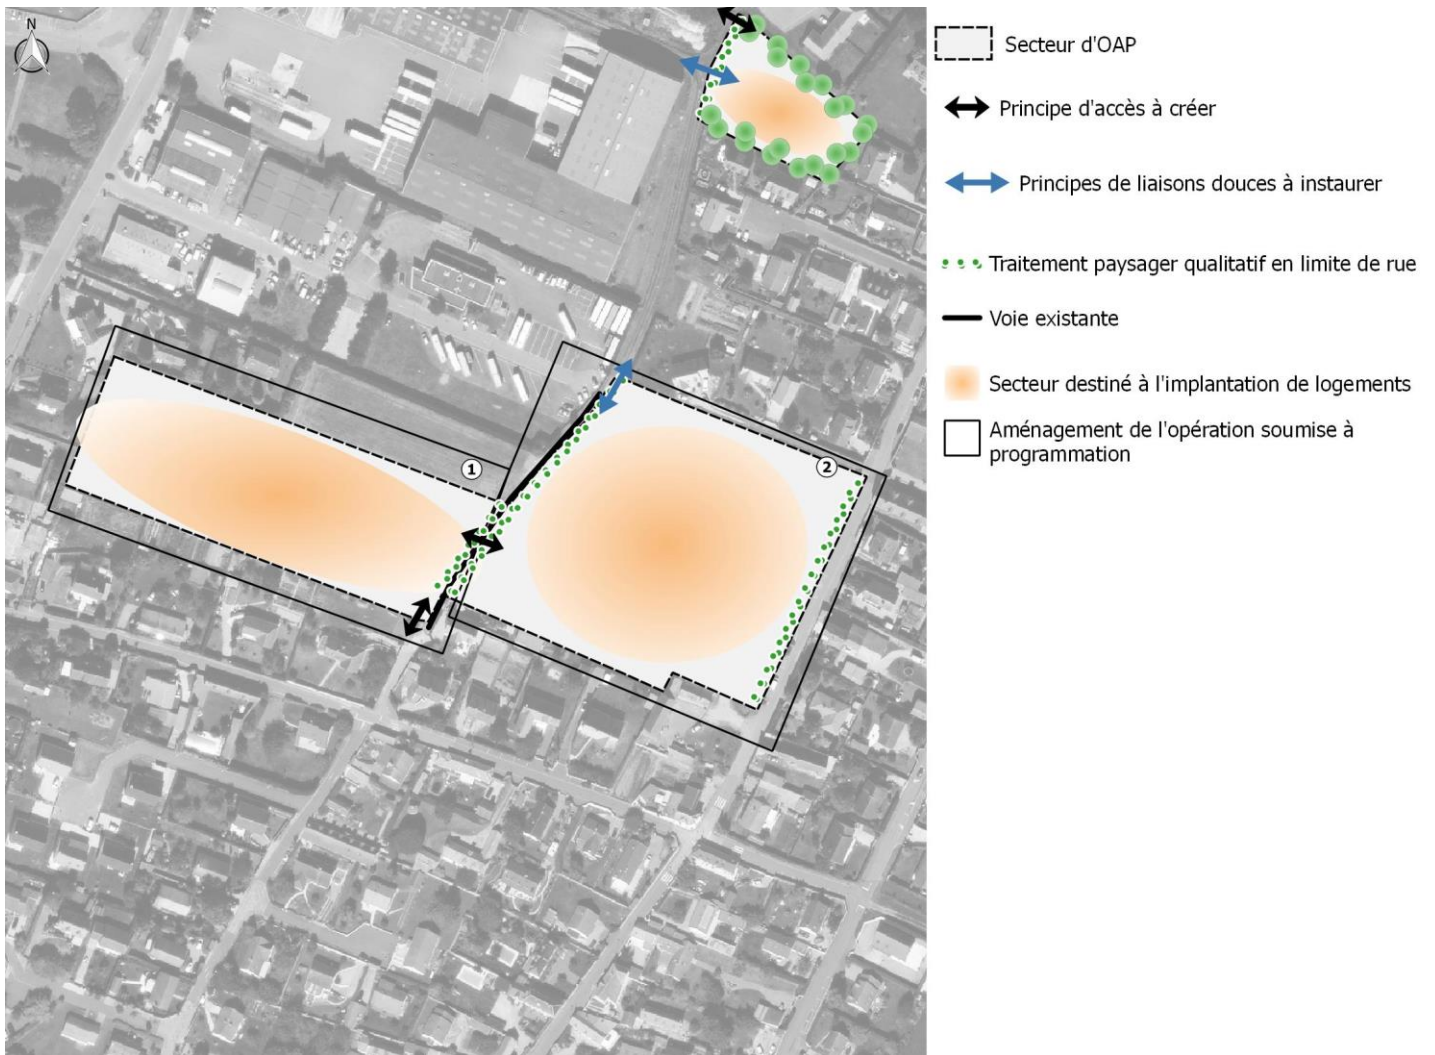 N
1
2
Secteur d'OAP
Principe d'accès à créer
Principes de liaisons douces à instaurer
Traitement paysager qualitatif en limite de rue
Voie existante
Secteur destiné à l'implantation de logements
Aménagement de l'opération soumise à
programmation